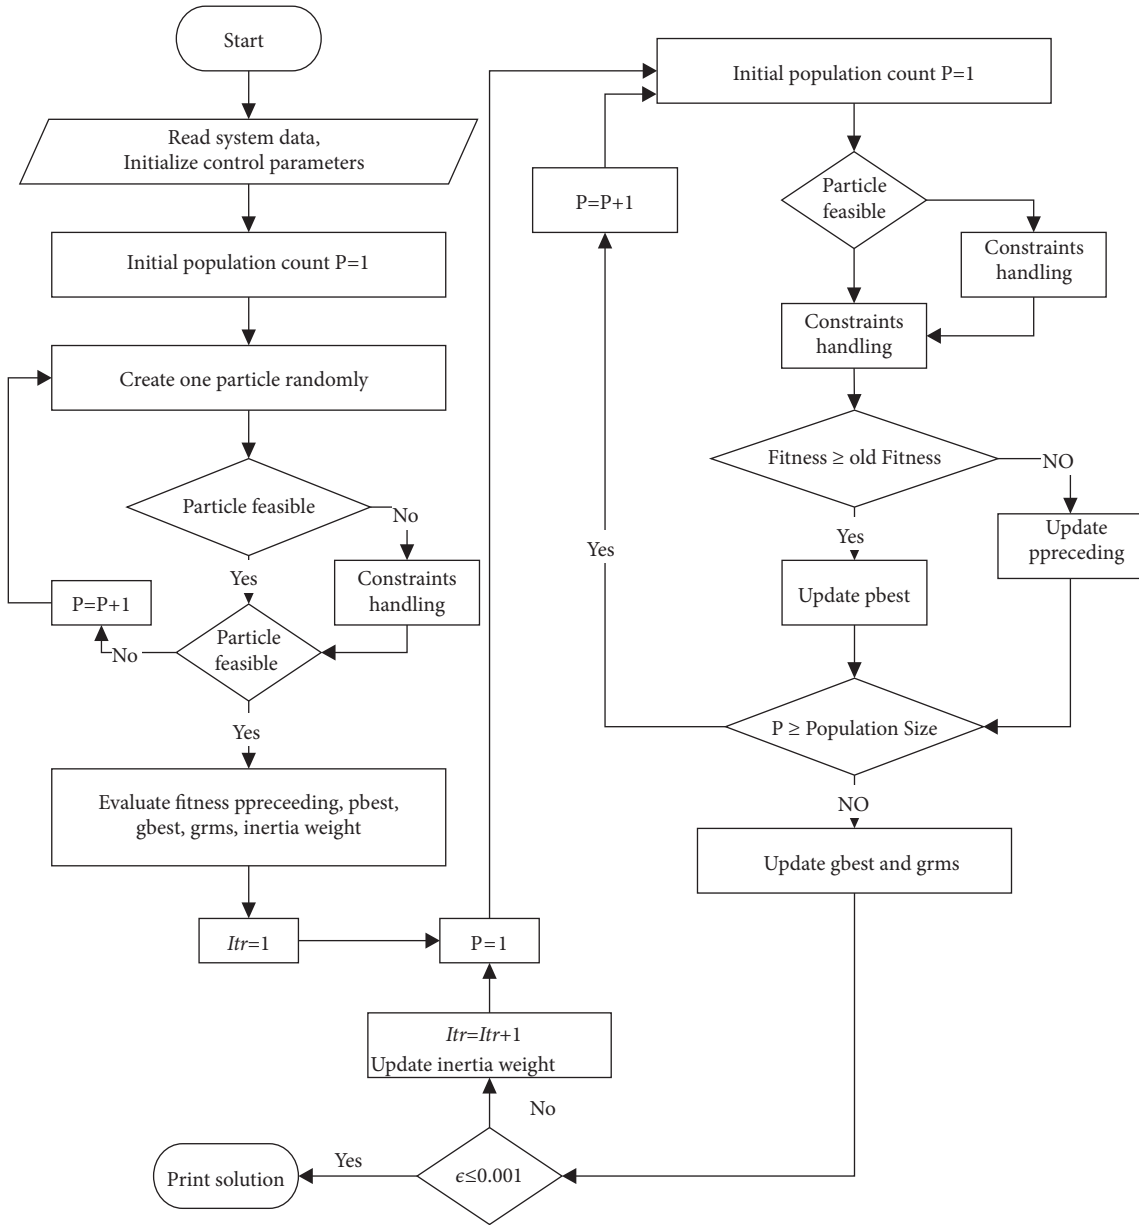 Start
Read system data,
Initialize control parameters
Initial population count P=1
Create one particle randomly
Particle feasible
No
Constraints
handling
Yes
P=P+1
No
Particle
feasible
Yes
Evaluate fitness ppreceeding, pbest,
gbest, grms, inertia weight
Itr=1
P=1
Itr=Itr+1
Update inertia weight
No
ϵ≤0.001
Yes
Print solution
Initial population count P=1
P=P+1
Particle
feasible
Constraints
handling
Constraints
handling
Fitness ≥ old Fitness
NO
Update
ppreceding
Yes
Yes
Update pbest
P ≥ Population Size
NO
Update gbest and grms